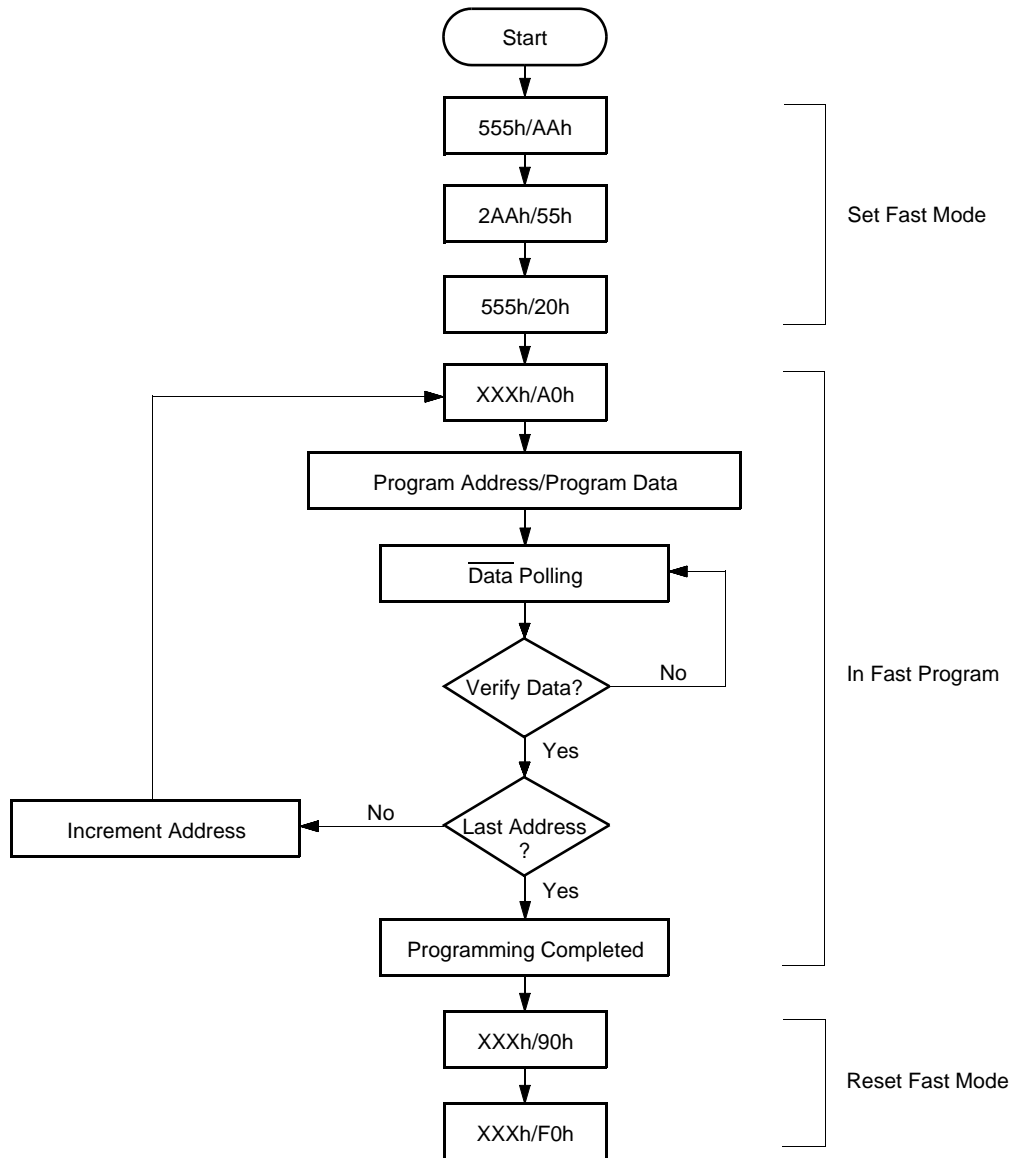 Start
555h/AAh
2AAh/55h
Set Fast Mode
555h/20h
XXXh/A0h
Program Address/Program Data
Data Polling
Verify Data?
No
In Fast Program
Yes
Increment Address
No
Last Address
?
Yes
Programming Completed
XXXh/90h
Reset Fast Mode
XXXh/F0h